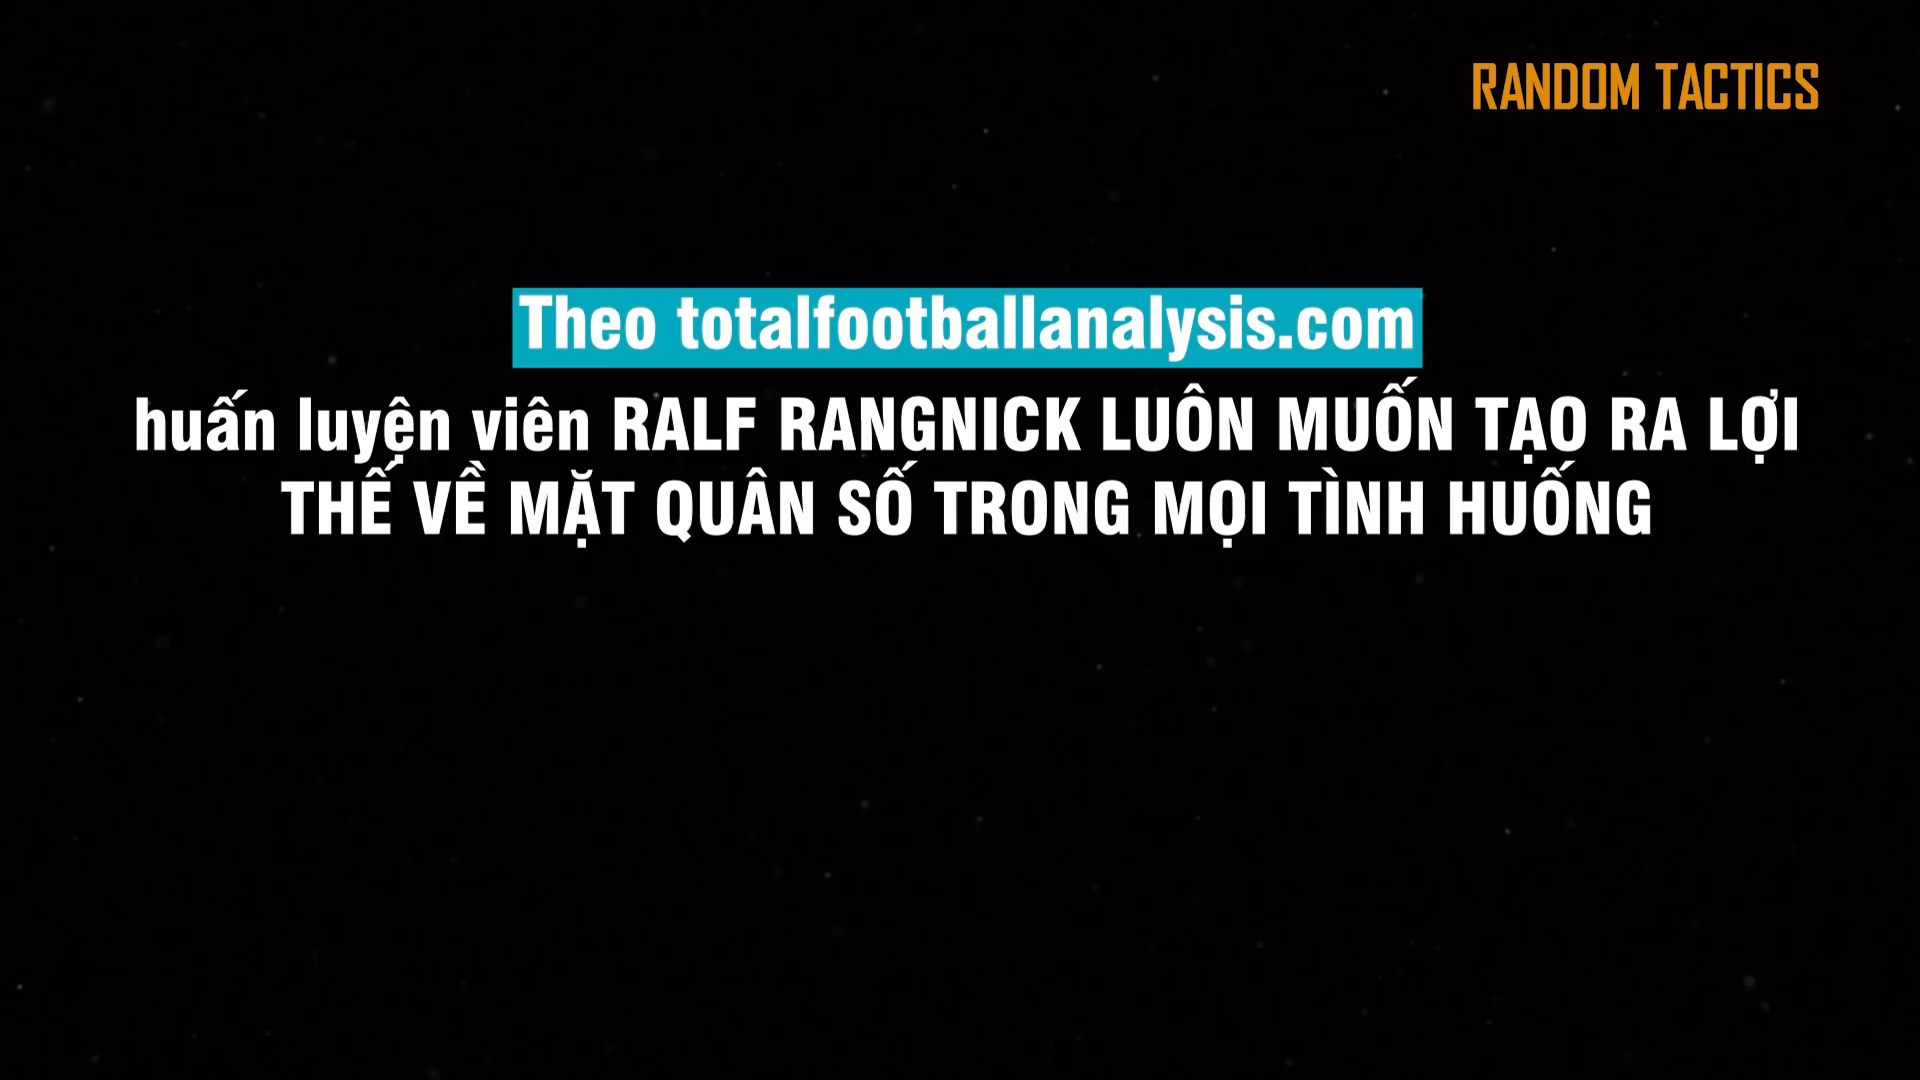 RANDOM TACTICS
Theo totalfootballanalysis.com
huấn luyện viên RALF RANGNICK LUÔN MUỐN TẠO RA LỢI
THẾ VỀ MẶT QUÂN SỐ TRONG MỌI TÌNH HUỐNG